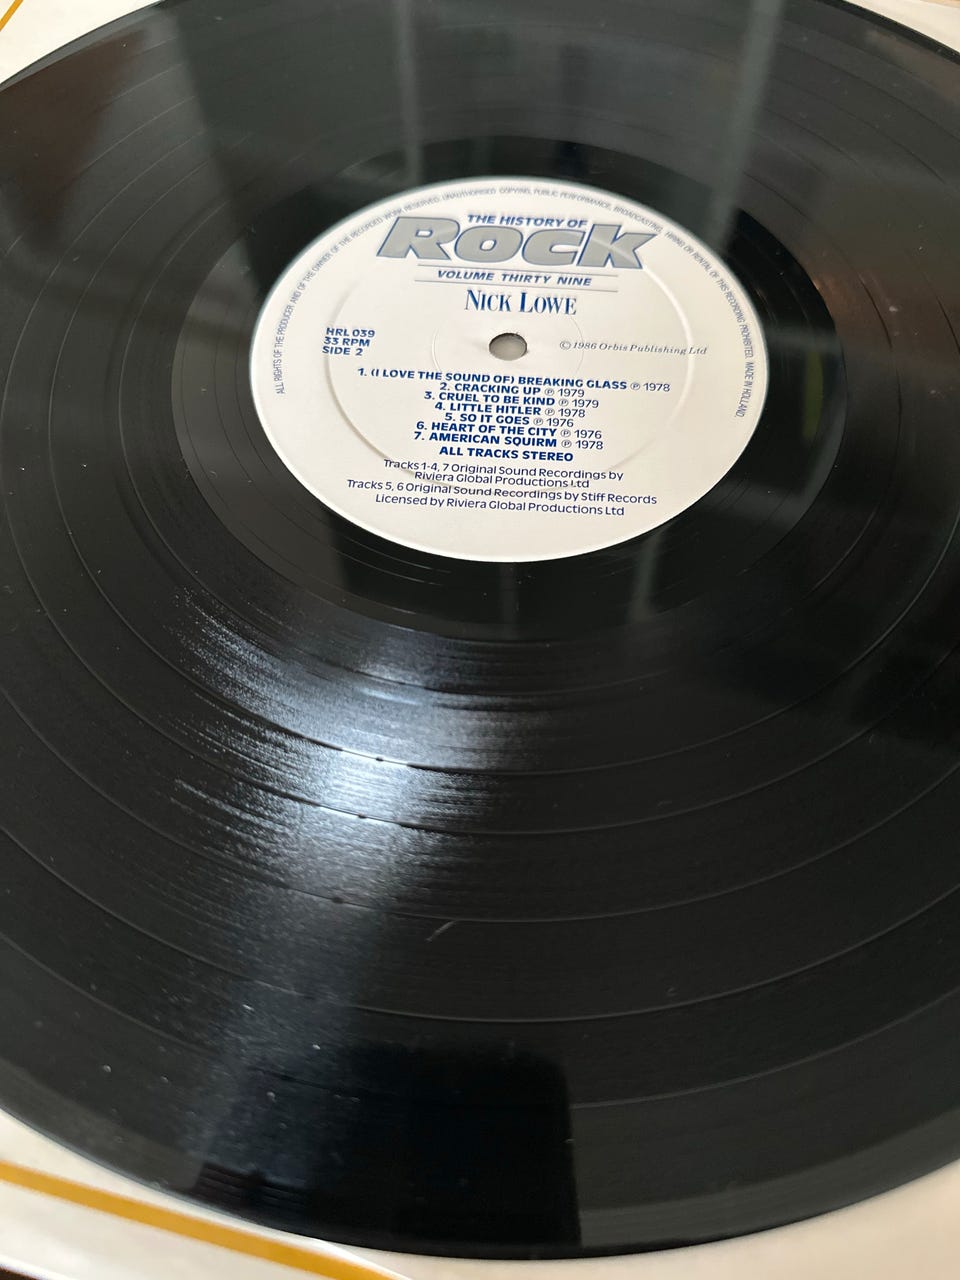 ALL RIGHTS OF THE PRODUCER AND OF THE OWNER OF THE RECORDED WORK RESERVED. UNAUTHORISED COPYING, PUBLIC PERFORMANCE, BROADCASTING, HIRING OR RENTAL OF THIS RECORDING PROHIBITED. MADE IN HOLLAND
THE HISTORY OF
ROCK
VOLUME THIRTY NINE
NICK LOWE
HRL 039
33 RPM
SIDE 2
© 1986 Orbis Publishing Ltd
1. (I LOVE THE SOUND OF) BREAKING GLASS ℗ 1978
2. CRACKING UP ℗ 1979
3. CRUEL TO BE KIND ℗ 1979
4. LITTLE HITLER ℗ 1978
5. SO IT GOES ℗ 1976
6. HEART OF THE CITY ℗ 1976
7. AMERICAN SQUIRM ℗ 1978
ALL TRACKS STEREO
Tracks 1-4, 7 Original Sound Recordings by
Riviera Global Productions Ltd
Tracks 5, 6 Original Sound Recordings by Stiff Records
Licensed by Riviera Global Productions Ltd